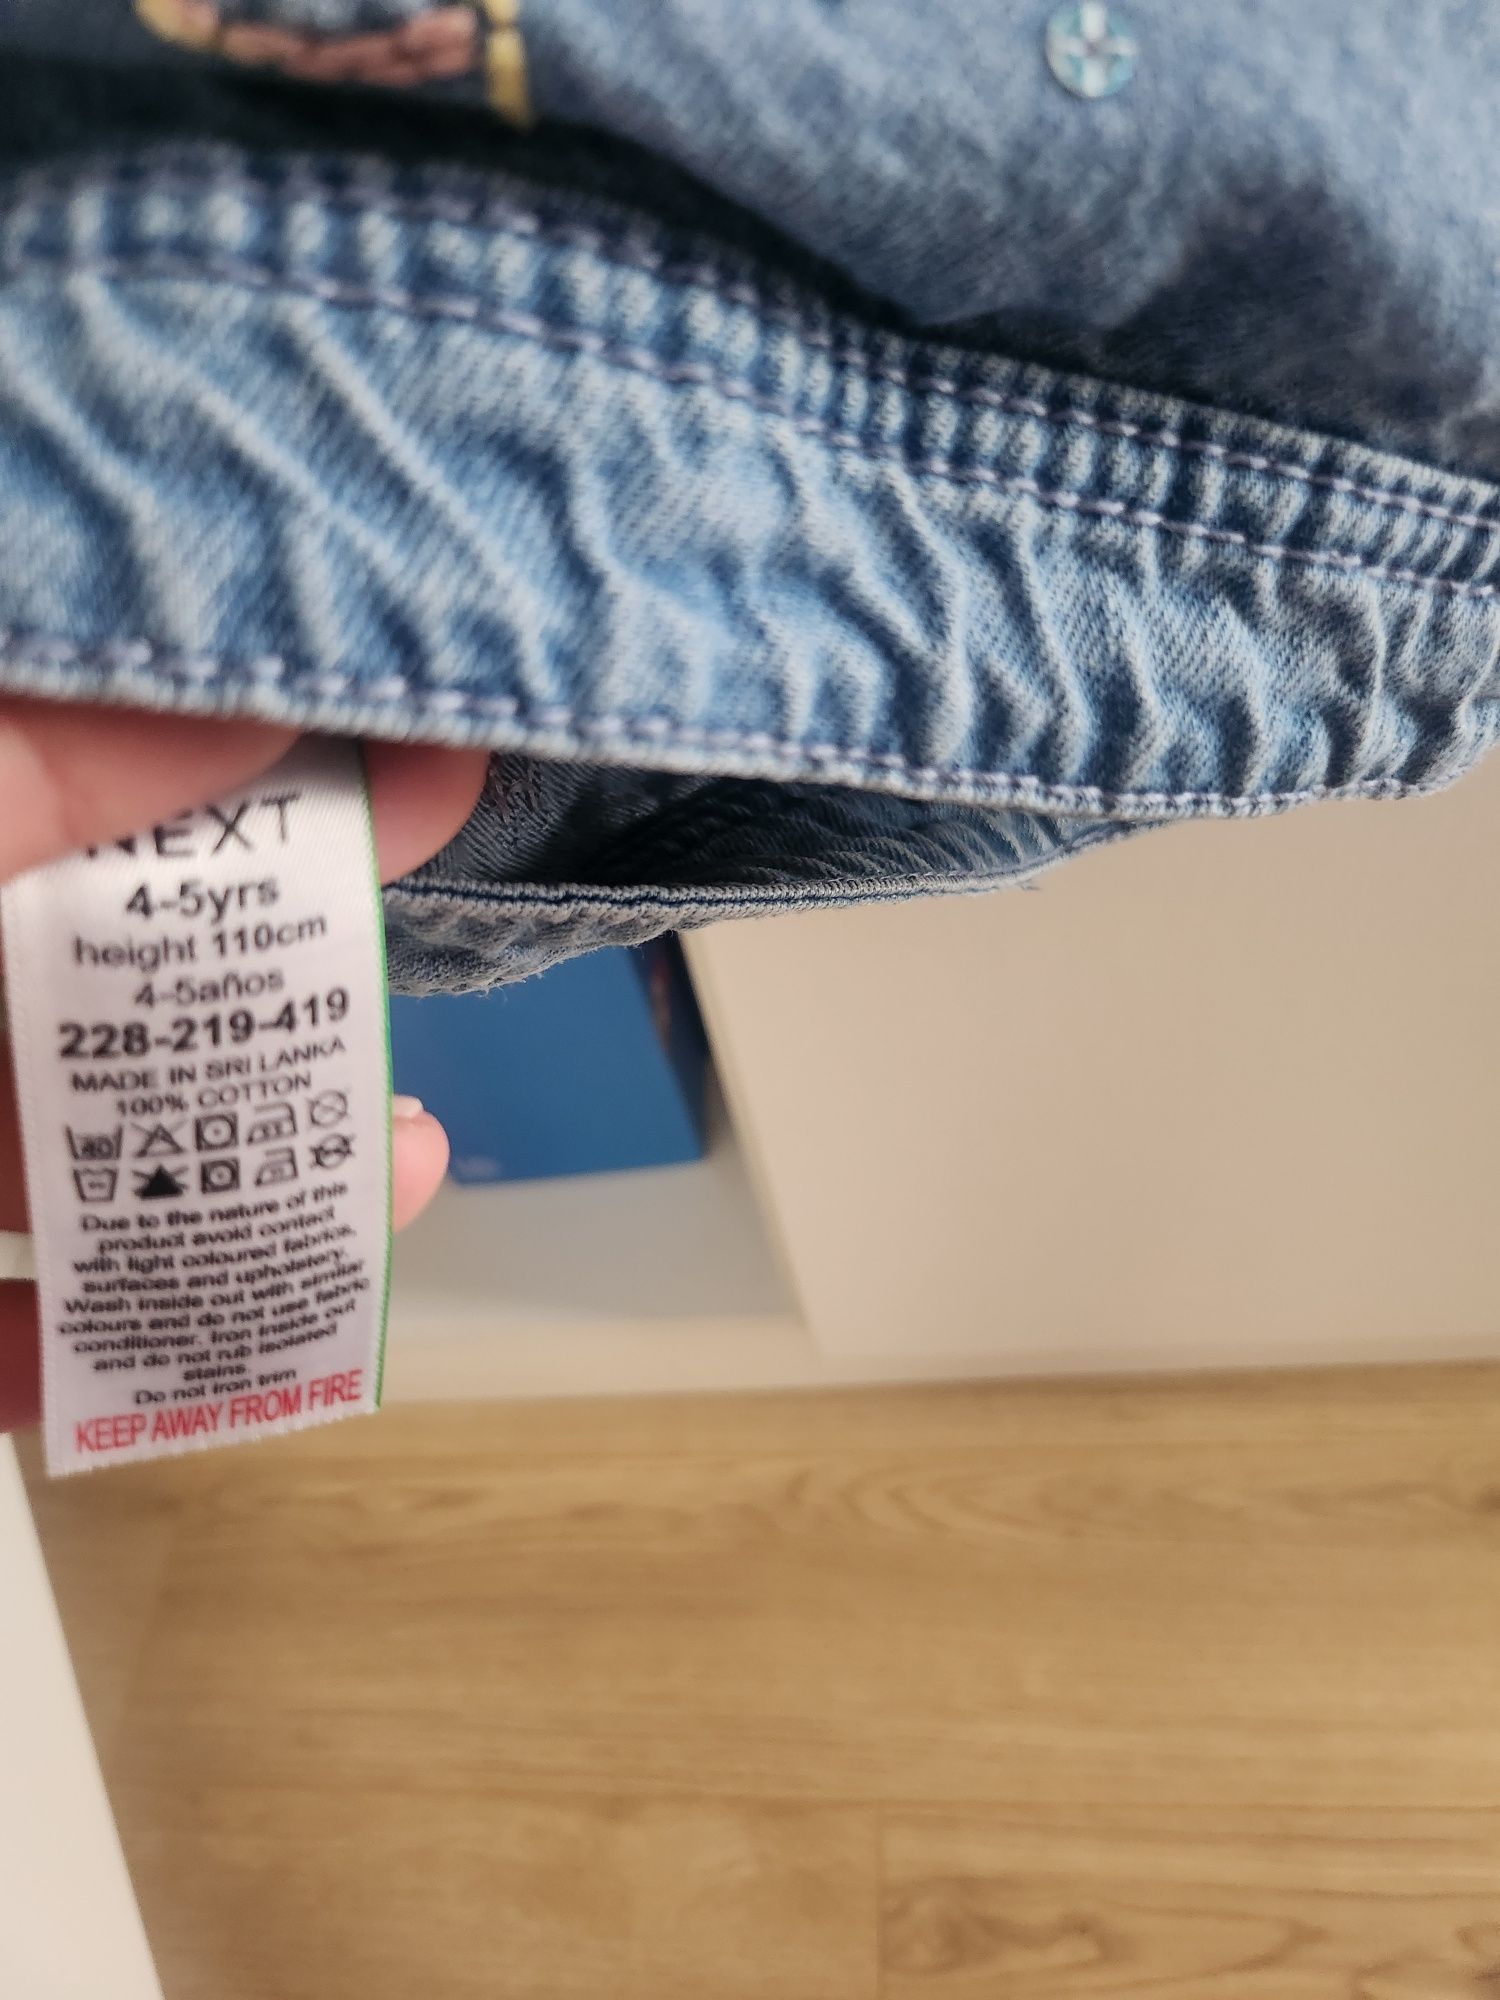 NEXT
4-5yrs
height 110cm
4-5años
228-219-419
MADE IN SRI LANKA
100% COTTON
40
Due to the nature of this
product avoid contact
with light coloured fabrics,
surfaces and upholstery.
Wash inside out with similar
colours and do not use fabric
conditioner. Iron inside out
and do not rub isolated
stains.
Do not iron trim
KEEP AWAY FROM FIRE